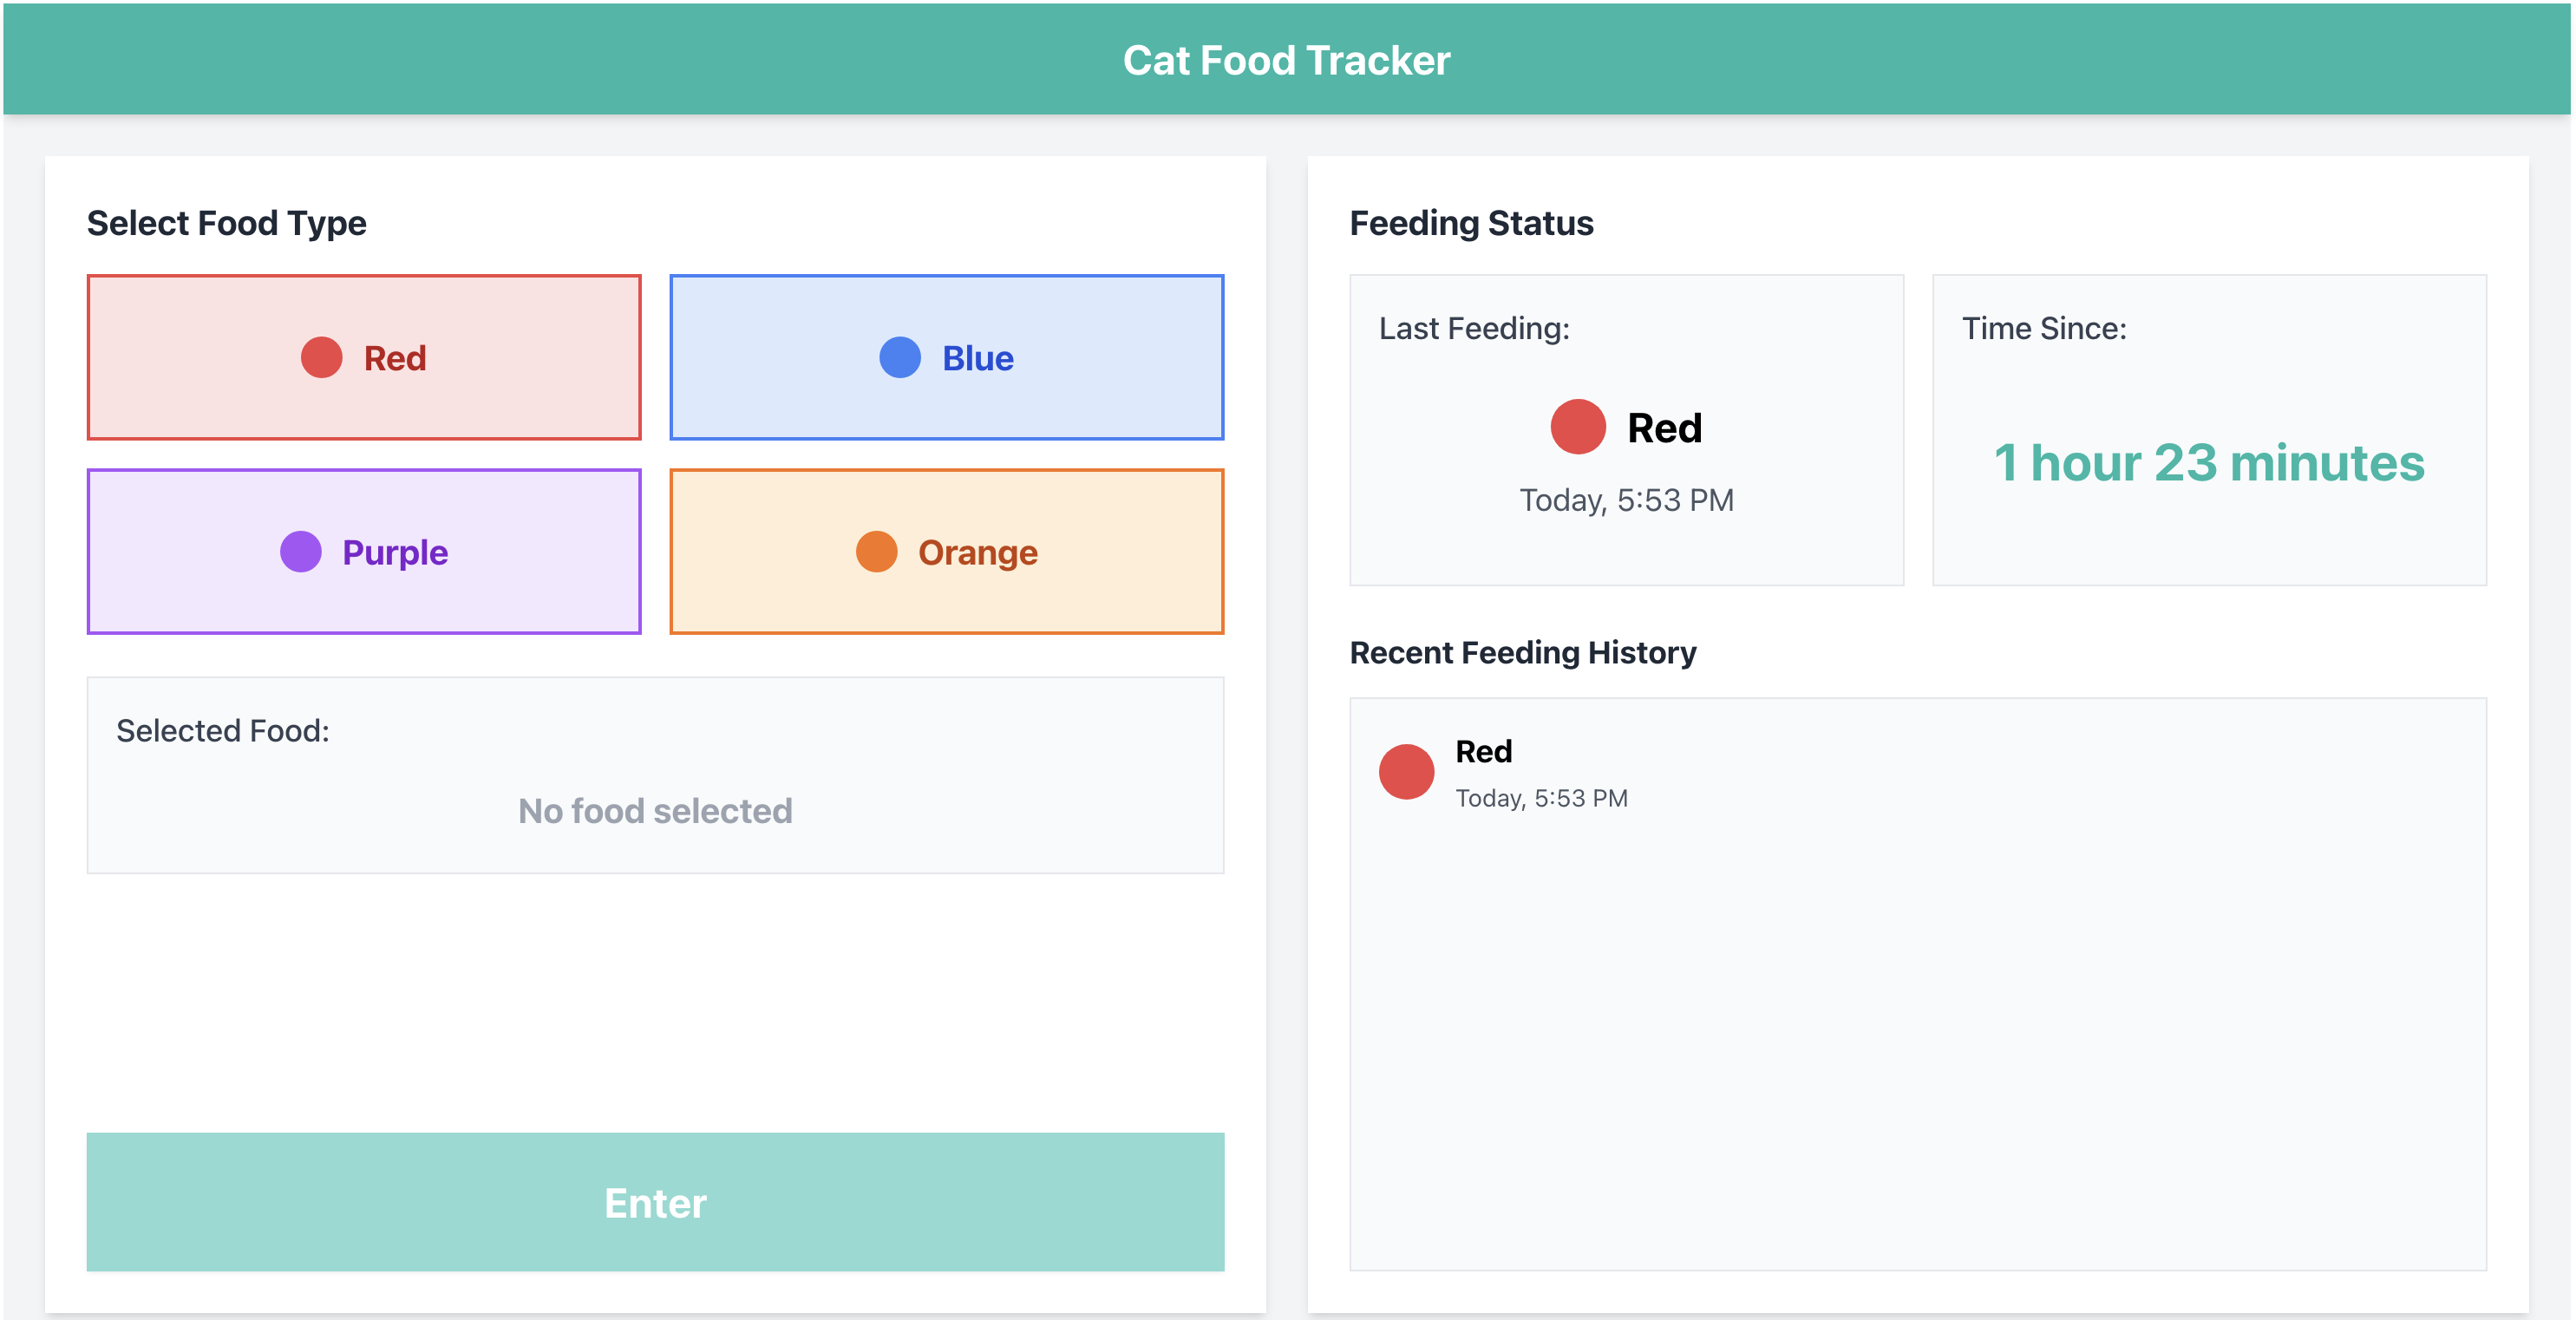 Cat Food Tracker
Select Food Type
Red
Blue
Purple
Orange
Selected Food:
No food selected
Enter
Feeding Status
Last Feeding:
Red
Today, 5:53 PM
Time Since:
1 hour 23 minutes
Recent Feeding History
Red
Today, 5:53 PM